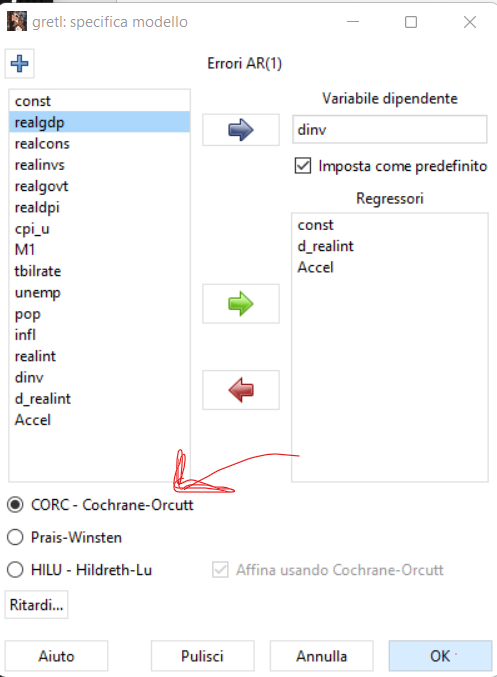 gretl: specifica modello
Errori AR(1)
const
realgdp
realcons
realinvs
realgovt
realdpi
cpi_u
M1
tbilrate
unemp
pop
infl
realint
dinv
d_realint
Accel
Variabile dipendente
dinv
Imposta come predefinito
Regressori
const
d_realint
Accel
CORC - Cochrane-Orcutt
Prais-Winsten
HILU - Hildreth-Lu
Affina usando Cochrane-Orcutt
Ritardi...
Aiuto
Pulisci
Annulla
OK